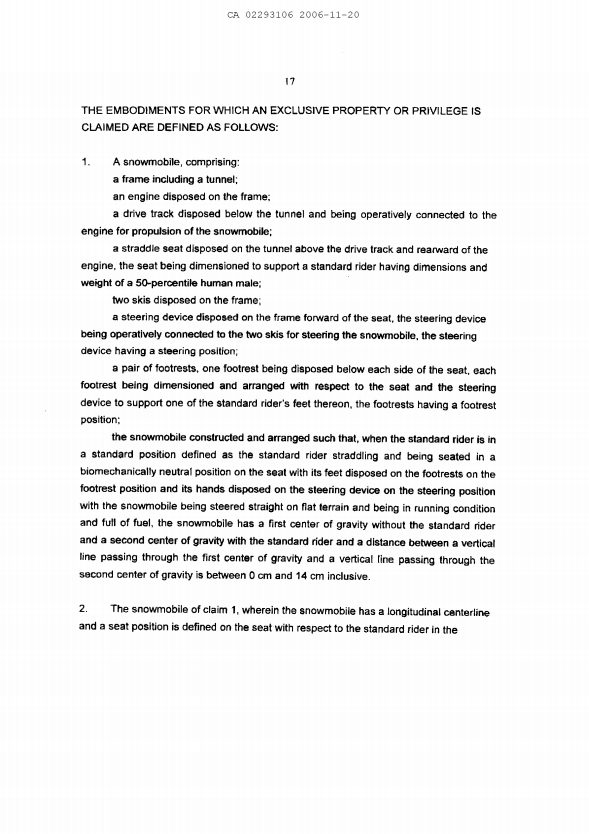 CA 02293106 2006-11-20
17
THE EMBODIMENTS FOR WHICH AN EXCLUSIVE PROPERTY OR PRIVILEGE IS
CLAIMED ARE DEFINED AS FOLLOWS:
1. A snowmobile, comprising:
a frame including a tunnel;
an engine disposed on the frame;
a drive track disposed below the tunnel and being operatively connected to the
engine for propulsion of the snowmobile;
a straddle seat disposed on the tunnel above the drive track and rearward of the
engine, the seat being dimensioned to support a standard rider having dimensions and
weight of a 50-percentile human male;
two skis disposed on the frame;
a steering device disposed on the frame forward of the seat, the steering device
being operatively connected to the two skis for steering the snowmobile, the steering
device having a steering position;
a pair of footrests, one footrest being disposed below each side of the seat, each
footrest being dimensioned and arranged with respect to the seat and the steering
device to support one of the standard rider's feet thereon, the footrests having a footrest
position;
the snowmobile constructed and arranged such that, when the standard rider is in
a standard position defined as the standard rider straddling and being seated in a
biomechanically neutral position on the seat with its feet disposed on the footrests on the
footrest position and its hands disposed on the steering device on the steering position
with the snowmobile being steered straight on flat terrain and being in running condition
and full of fuel, the snowmobile has a first center of gravity without the standard rider
and a second center of gravity with the standard rider and a distance between a vertical
line passing through the first center of gravity and a vertical line passing through the
second center of gravity is between 0 cm and 14 cm inclusive.
2. The snowmobile of claim 1, wherein the snowmobile has a longitudinal centerline
and a seat position is defined on the seat with respect to the standard rider in the